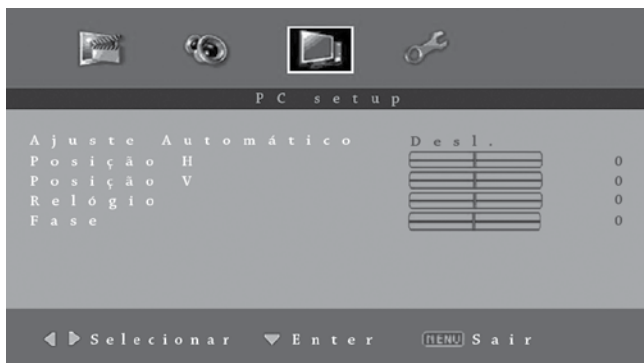 PC setup
Ajuste Automático Desl.
Posição H 0
Posição V 0
Relógio 0
Fase 0
Selecionar Enter MENU Sair